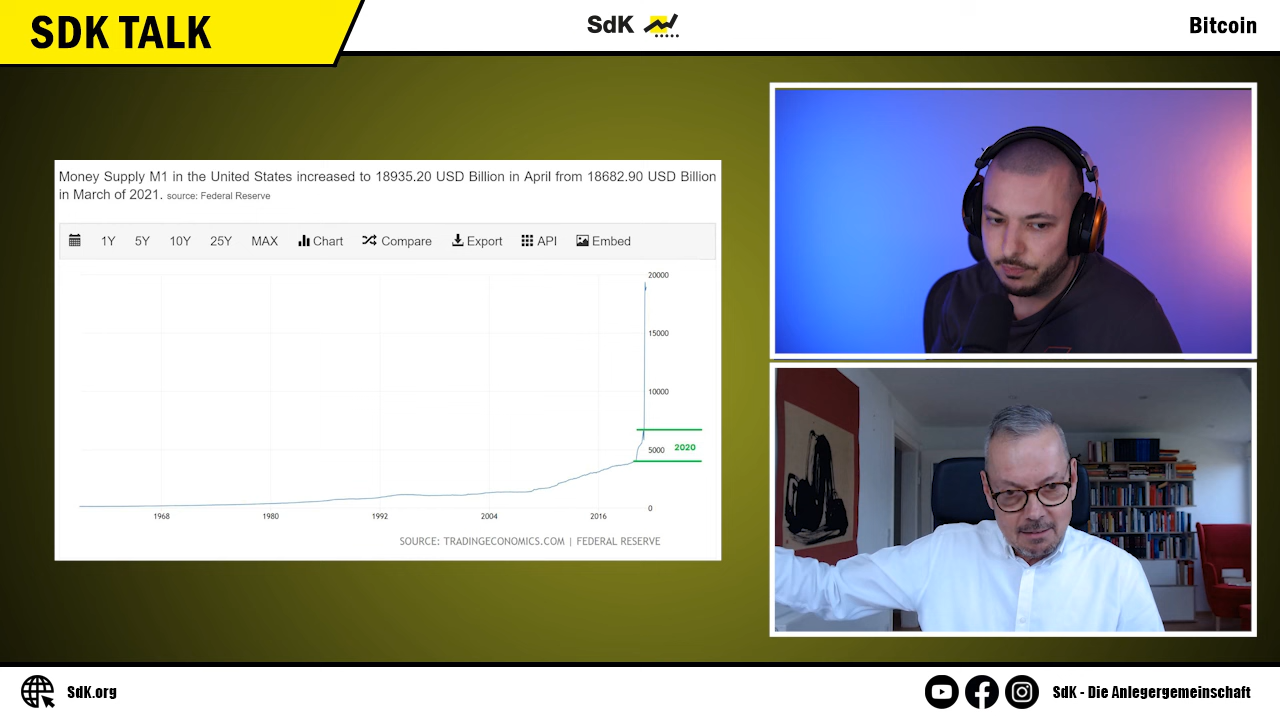 SDK TALK
SdK
Bitcoin
Money Supply M1 in the United States increased to 18935.20 USD Billion in April from 18682.90 USD Billion
in March of 2021. source: Federal Reserve
1Y 5Y 10Y 25Y MAX Chart Compare Export API Embed
20000
15000
10000
5000
2020
0
1968 1980 1992 2004 2016
SOURCE: TRADINGECONOMICS.COM | FEDERAL RESERVE
SdK.org
SdK - Die Anlegergemeinschaft